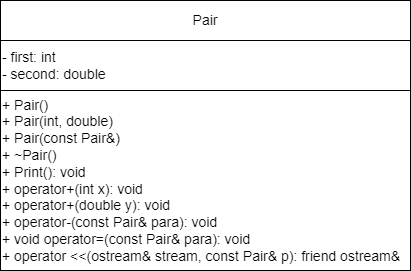 Pair
- first: int
- second: double
+ Pair()
+ Pair(int, double)
+ Pair(const Pair&)
+ ~Pair()
+ Print(): void
+ operator+(int x): void
+ operator+(double y): void
+ operator-(const Pair& para): void
+ void operator=(const Pair& para): void
+ operator <<(ostream& stream, const Pair& p): friend ostream&